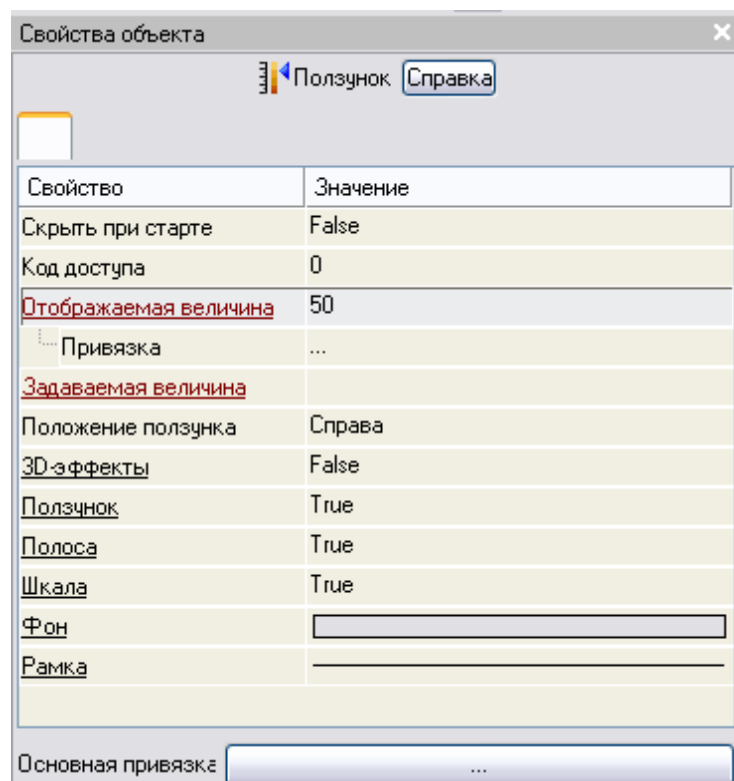 Свойства объекта
Ползунок Справка
Свойство Значение
Скрыть при старте False
Код доступа 0
Отображаемая величина 50
Привязка ...
Задаваемая величина
Положение ползунка Справа
3D-эффекты False
Ползунок True
Полоса True
Шкала True
Фон
Рамка
Основная привязка ...